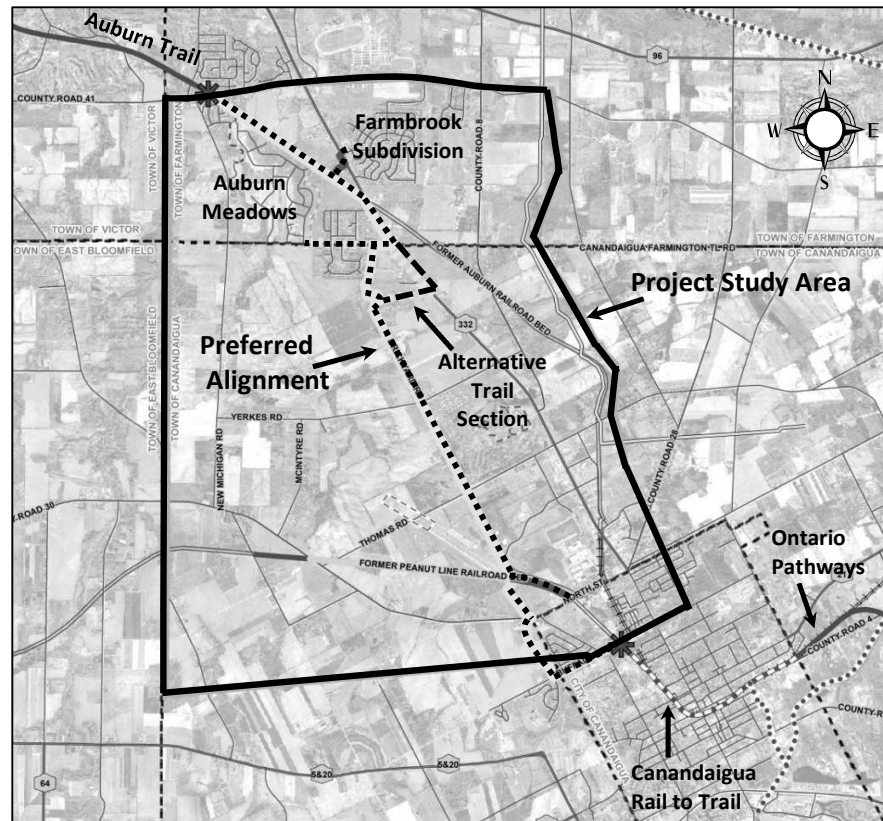 Auburn Trail
96
N
COUNTY ROAD 41
W
E
S
TOWN OF VICTOR
TOWN OF FARMINGTON
Farmbrook
Subdivision
COUNTY ROAD 8
Auburn
Meadows
TOWN OF VICTOR
TOWN OF EAST BLOOMFIELD
FORMER AUBURN RAILROAD BED
CANANDAIGUA FARMINGTON TL RD
TOWN OF FARMINGTON
TOWN OF CANANDAIGUA
Project Study Area
332
Preferred
Alignment
Alternative
Trail
Section
TOWN OF EAST BLOOMFIELD
TOWN OF CANANDAIGUA
YERKES RD
NEW MICHIGAN RD
MCINTYRE RD
COUNTY ROAD 28
ROAD 30
THOMAS RD
FORMER PEANUT LINE RAILROAD
NORTH ST
Ontario
Pathways
COUNTY ROAD 4
CITY OF CANANDAIGUA
COUNTY R
5&20
5&20
64
Canandaigua
Rail to Trail